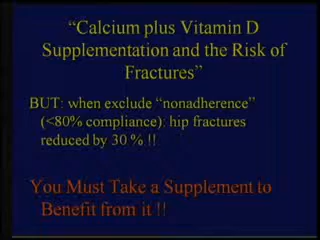 “Calcium plus Vitamin D
Supplementation and the Risk of
Fractures”
BUT: when exclude “nonadherence”
(<80% compliance): hip fractures
reduced by 30 % !!
You Must Take a Supplement to
Benefit from it !!